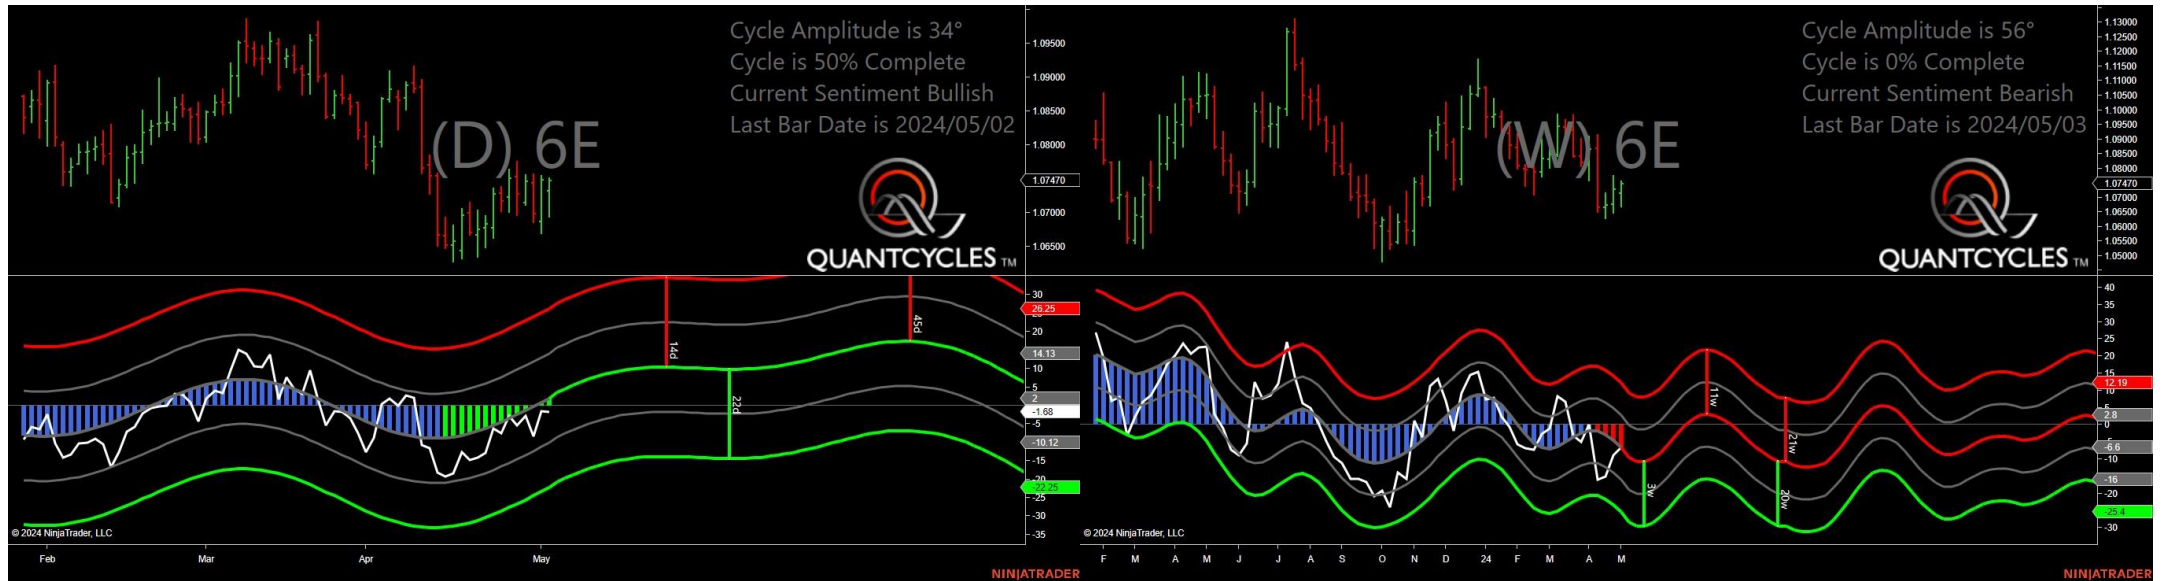 Cycle Amplitude is 34°
Cycle is 50% Complete
Current Sentiment Bullish
Last Bar Date is 2024/05/02
(D) 6E
QUANTCYCLES TM
1.09500
1.09000
1.08500
1.08000
1.07470
1.07000
1.06500
30
26.25
20
14.13
10
5
2
-1.68
-5
-10.12
-15
-20
-22.25
-30
-35
14d
22d
45d
© 2024 NinjaTrader, LLC
Feb Mar Apr May
NINJATRADER
Cycle Amplitude is 56°
Cycle is 0% Complete
Current Sentiment Bearish
Last Bar Date is 2024/05/03
(W) 6E
QUANTCYCLES TM
1.13000
1.12500
1.12000
1.11500
1.11000
1.10500
1.10000
1.09500
1.09000
1.08500
1.08000
1.07470
1.07000
1.06500
1.06000
1.05500
1.05000
40
35
30
25
20
15
12.19
2.8
0
-6.6
-10
-16
-20
-25.4
-30
3w
11w
20w
21w
© 2024 NinjaTrader, LLC
F M A M J J A S O N D 24 F M A M
NINJATRADER